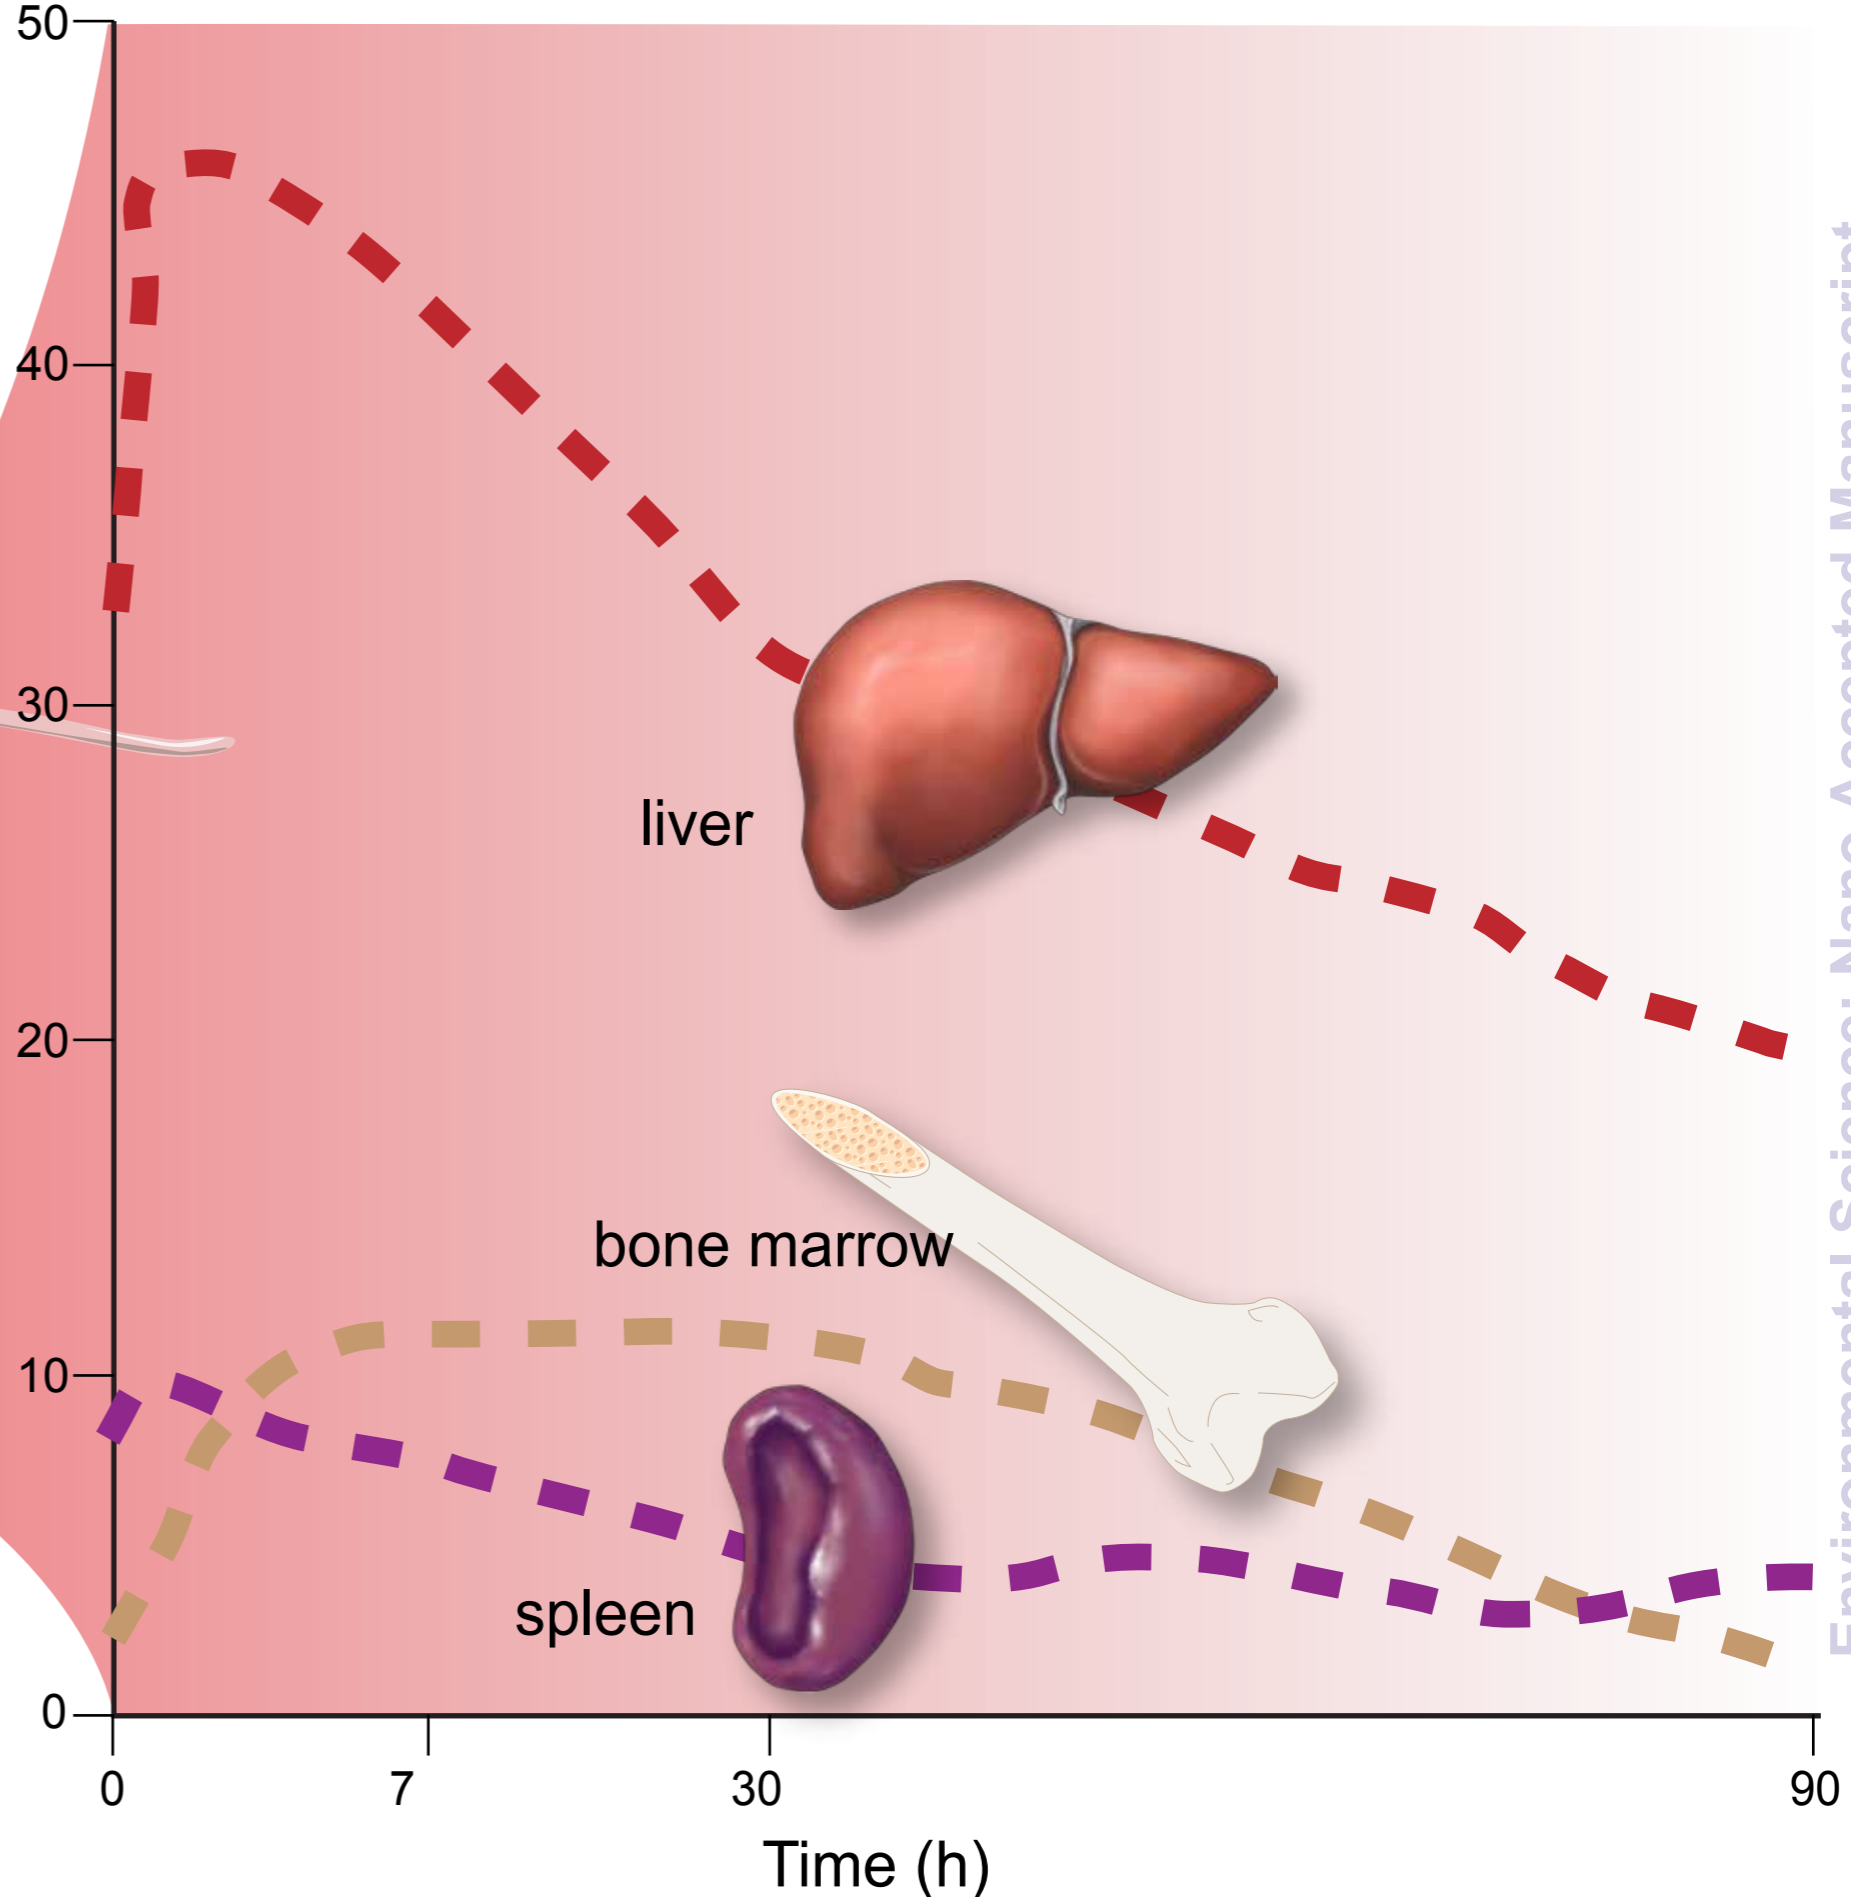 50
40
30
20
10
0
liver
bone marrow
spleen
0 7 30 90
Time (h)
Environmental Science: Nano Accepted Manuscript